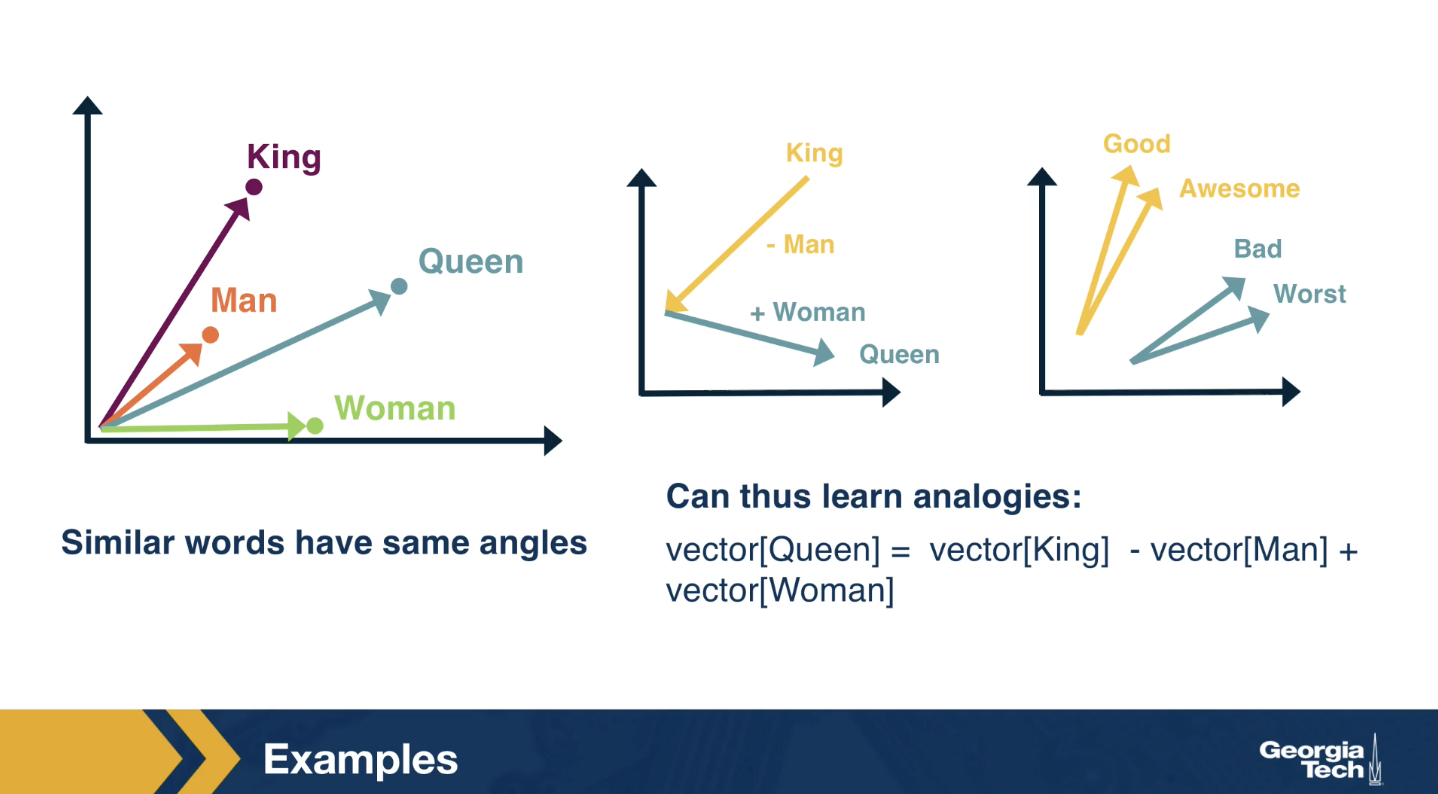 King
Queen
Man
Woman
Similar words have same angles
King
- Man
+ Woman
Queen
Good
Awesome
Bad
Worst
Can thus learn analogies:
vector[Queen] = vector[King] - vector[Man] +
vector[Woman]
Examples
Georgia
Tech